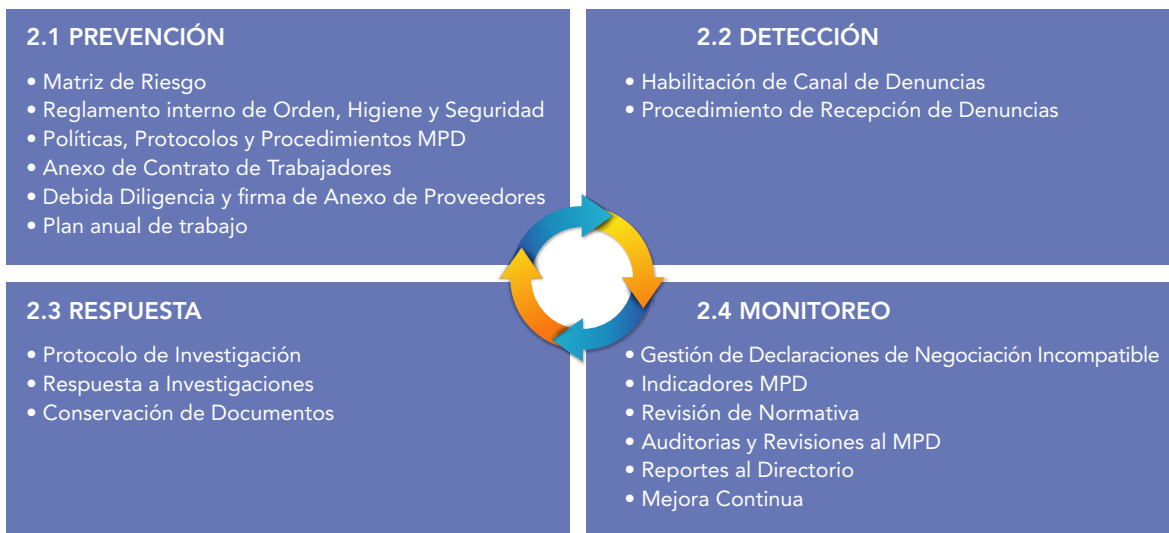 2.1 PREVENCIÓN
• Matriz de Riesgo
• Reglamento interno de Orden, Higiene y Seguridad
• Políticas, Protocolos y Procedimientos MPD
• Anexo de Contrato de Trabajadores
• Debida Diligencia y firma de Anexo de Proveedores
• Plan anual de trabajo
2.2 DETECCIÓN
• Habilitación de Canal de Denuncias
• Procedimiento de Recepción de Denuncias
2.3 RESPUESTA
• Protocolo de Investigación
• Respuesta a Investigaciones
• Conservación de Documentos
2.4 MONITOREO
• Gestión de Declaraciones de Negociación Incompatible
• Indicadores MPD
• Revisión de Normativa
• Auditorias y Revisiones al MPD
• Reportes al Directorio
• Mejora Continua